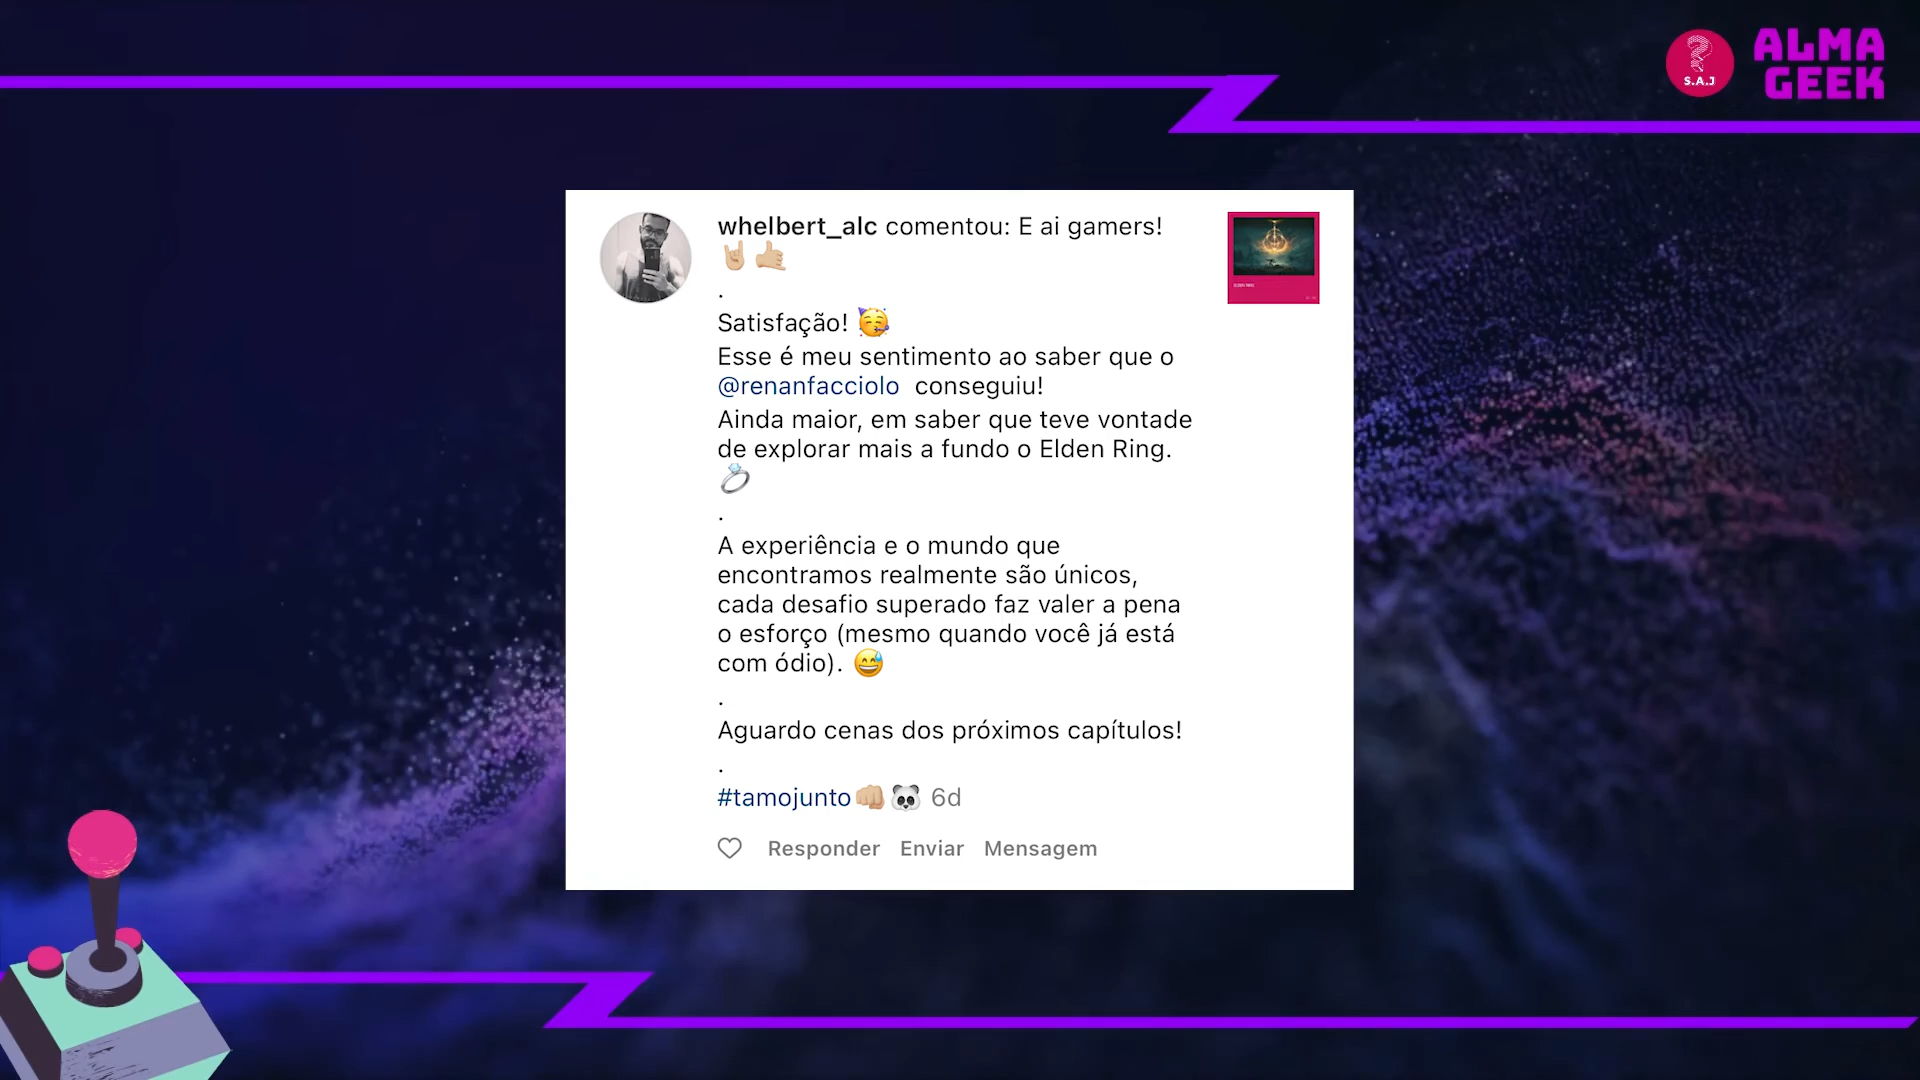 S.A.J
ALMA
GEEK
whelbert_alc comentou: E ai gamers!
🤘🏼🤙🏼
.
Satisfação! 🥳
Esse é meu sentimento ao saber que o
@renanfacciolo conseguiu!
Ainda maior, em saber que teve vontade
de explorar mais a fundo o Elden Ring.
💍
.
A experiência e o mundo que
encontramos realmente são únicos,
cada desafio superado faz valer a pena
o esforço (mesmo quando você já está
com ódio). 😅
.
Aguardo cenas dos próximos capítulos!
.
#tamojunto👊🏼🐼 6d
Responder Enviar Mensagem